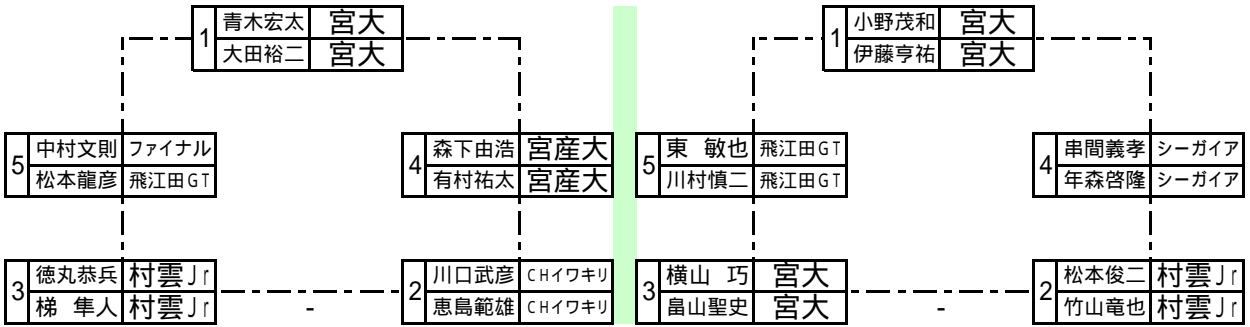 1 青木宏太 宮大 1 小野茂和 宮大
大田裕二 宮大 伊藤亨祐 宮大
5 中村文則 ファイナル 4 森下由浩 宮産大 5 東 敏也 飛江田GT 4 串間義孝 シーガイア
松本龍彦 飛江田GT 有村祐太 宮産大 川村慎二 飛江田GT 年森啓隆 シーガイア
3 徳丸恭兵 村雲Jr 2 川口武彦 CHイワキリ 3 横山 巧 宮大 2 松本俊二 村雲Jr
梯 隼人 村雲Jr - 恵島範雄 CHイワキリ 畠山聖史 宮大 - 竹山竜也 村雲Jr